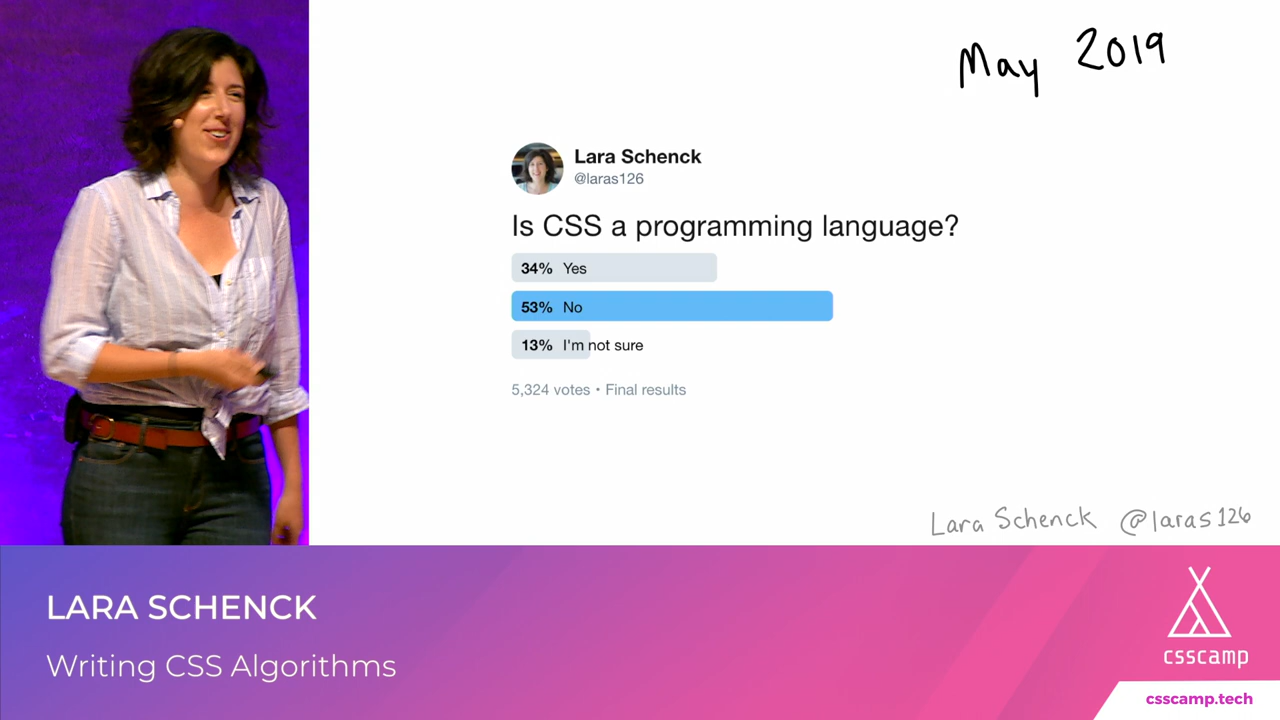 May 2019
Lara Schenck
@laras126
Is CSS a programming language?
34% Yes
53% No
13% I'm not sure
5,324 votes • Final results
Lara Schenck @laras126
LARA SCHENCK
Writing CSS Algorithms
csscamp
csscamp.tech